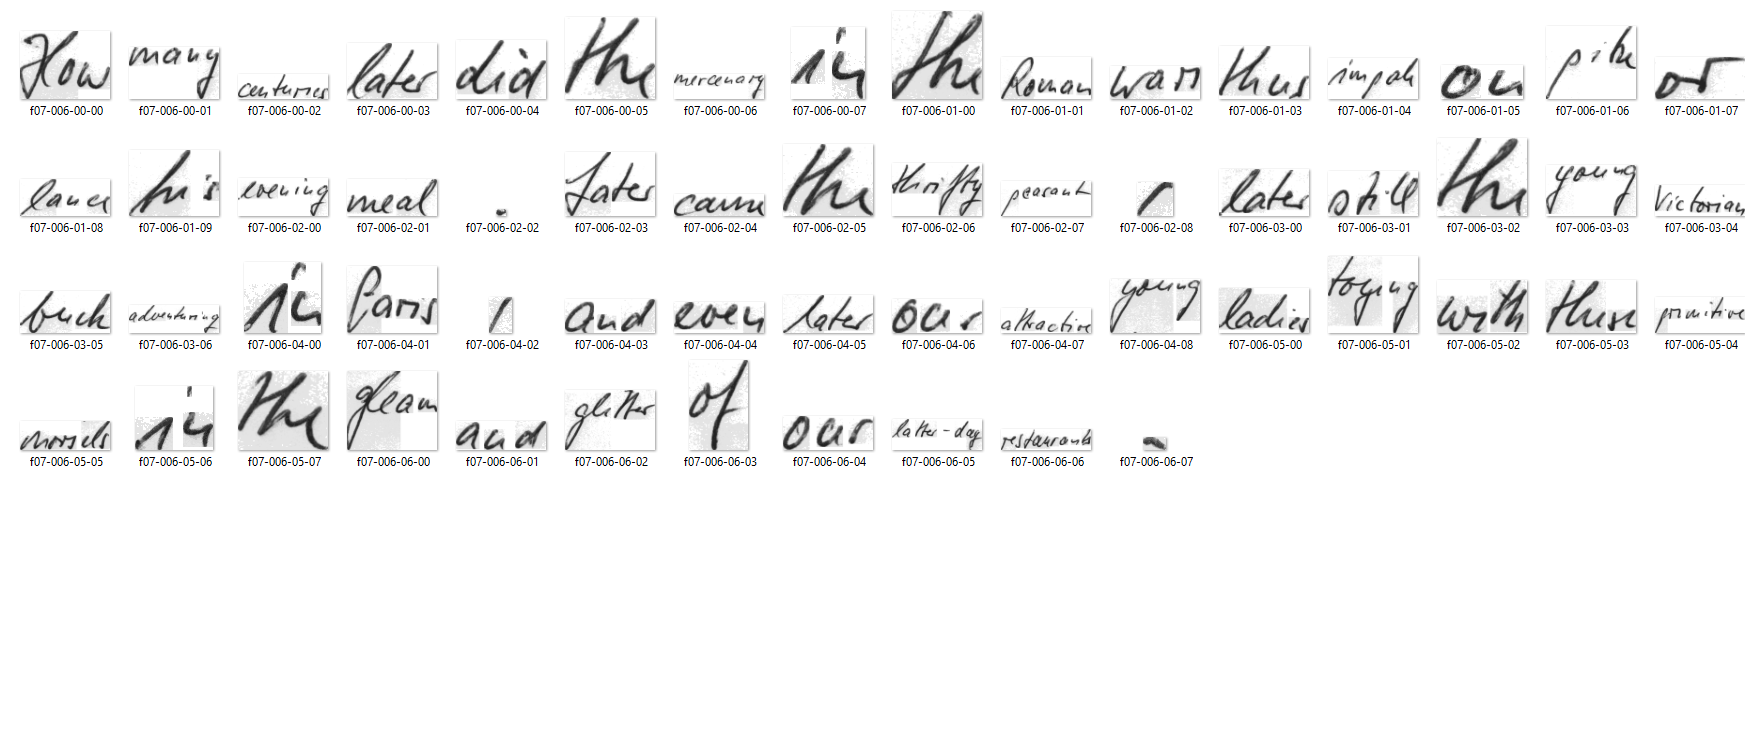 How many centuries later did the mercenary in the Roman wars thus impale on pike or
f07-006-00-00 f07-006-00-01 f07-006-00-02 f07-006-00-03 f07-006-00-04 f07-006-00-05 f07-006-00-06 f07-006-00-07 f07-006-01-00 f07-006-01-01 f07-006-01-02 f07-006-01-03 f07-006-01-04 f07-006-01-05 f07-006-01-06 f07-006-01-07
lance his evening meal . Later came the thrifty peasant , later still the young Victorian
f07-006-01-08 f07-006-01-09 f07-006-02-00 f07-006-02-01 f07-006-02-02 f07-006-02-03 f07-006-02-04 f07-006-02-05 f07-006-02-06 f07-006-02-07 f07-006-02-08 f07-006-03-00 f07-006-03-01 f07-006-03-02 f07-006-03-03 f07-006-03-04
buck adventuring in Paris , and even later our attractive young ladies toying with these primitive
f07-006-03-05 f07-006-03-06 f07-006-04-00 f07-006-04-01 f07-006-04-02 f07-006-04-03 f07-006-04-04 f07-006-04-05 f07-006-04-06 f07-006-04-07 f07-006-04-08 f07-006-05-00 f07-006-05-01 f07-006-05-02 f07-006-05-03 f07-006-05-04
morsels in the gleam and glitter of our latter-day restaurants .
f07-006-05-05 f07-006-05-06 f07-006-05-07 f07-006-06-00 f07-006-06-01 f07-006-06-02 f07-006-06-03 f07-006-06-04 f07-006-06-05 f07-006-06-06 f07-006-06-07